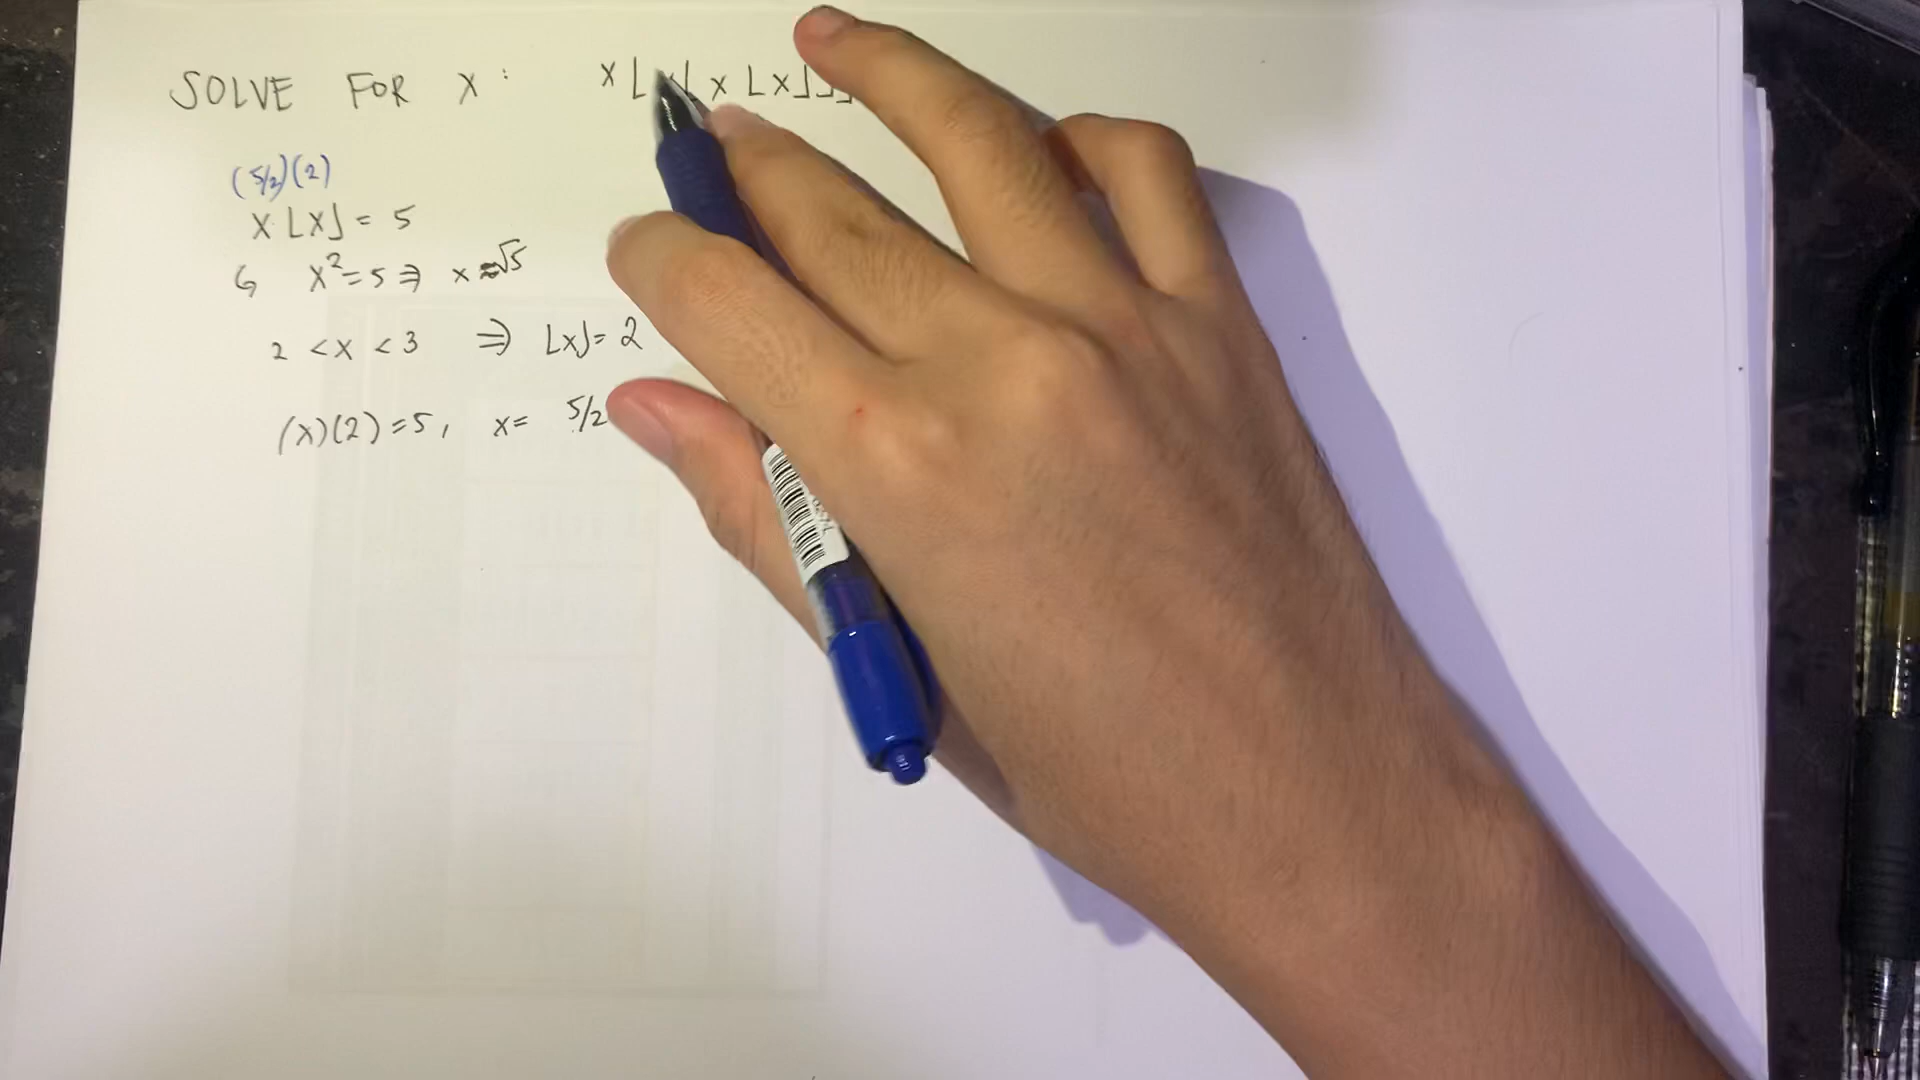 SOLVE FOR X : x⌊x⌊x⌊x⌋⌋⌋
(5/2)(2)
x⌊x⌋ = 5
↳ x² = 5 ⇒ x ≈ √5
2 < x < 3 ⇒ ⌊x⌋ = 2
(x)(2) = 5, x = 5/2